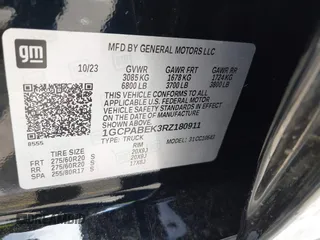 gm
MFD BY GENERAL MOTORS LLC
10/23 GVWR GAWR FRT GAWR RR
3085 KG 1678 KG 1724 KG
6800 LB 3700 LB 3800 LB
THIS VEHICLE CONFORMS TO ALL APPLICABLE
U.S. FEDERAL MOTOR VEHICLE SAFETY
STANDARDS IN EFFECT ON THE DATE OF
MANUFACTURE SHOWN ABOVE.
1GCPABEK3RZ180911
8555 TYPE: TRUCK MODEL:
TIRE SIZE RIM
FRT 275/60R20 S 20X9J
RR 275/60R20 S 20X9J
SPA 255/80R17 S 17X8J